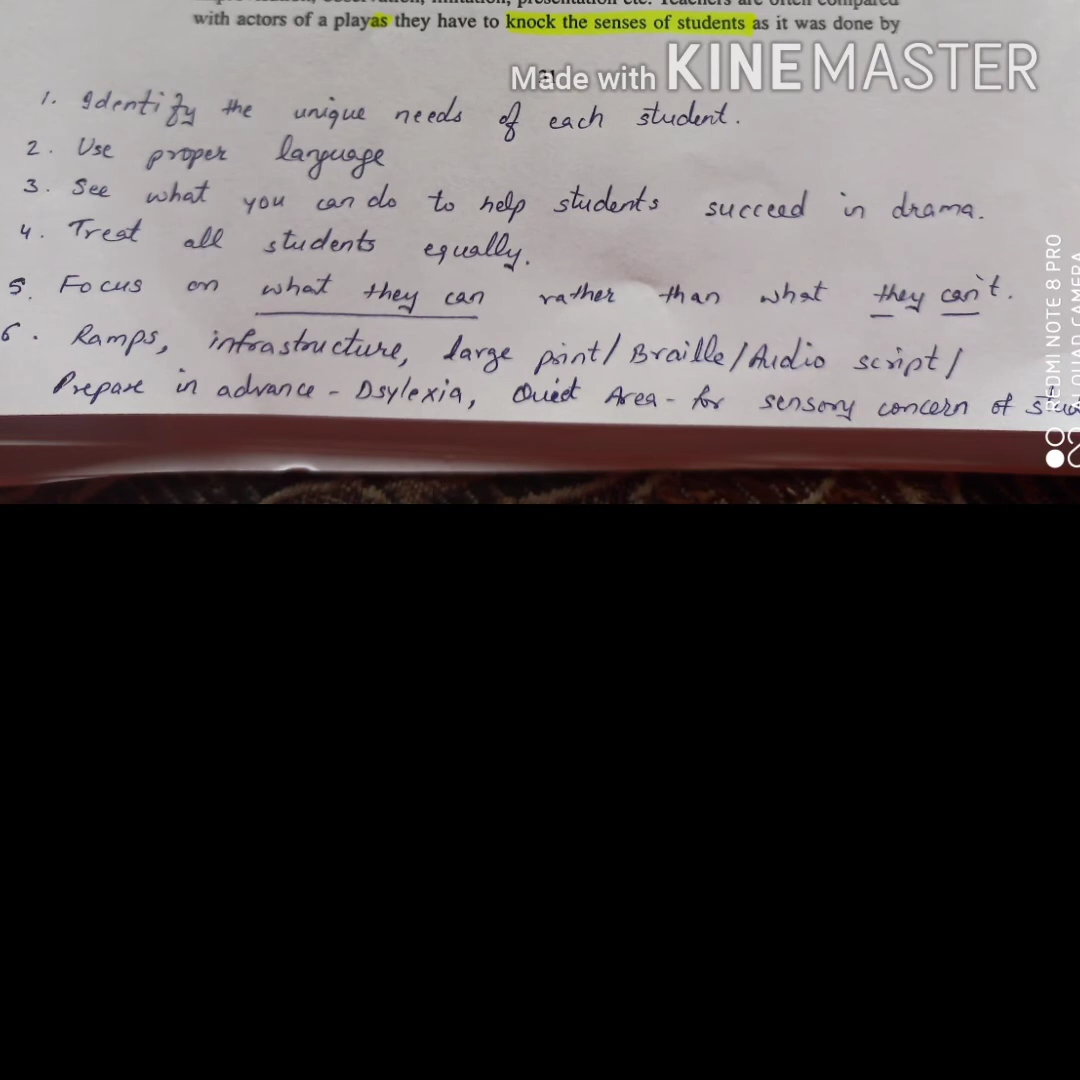 with actors of a playas they have to knock the senses of students as it was done by
Made with KINEMASTER
1. Identify the unique needs of each student.
2. Use proper language
3. See what you can do to help students succeed in drama.
4. Treat all students equally.
5. Focus on what they can rather than what they can't.
6. Ramps, infrastructure, large print/Braille/Audio script/
Prepare in advance - Dsylexia, Quiet Area - for sensory concern of
REDMI NOTE 8 PRO
QUAD CAMERA